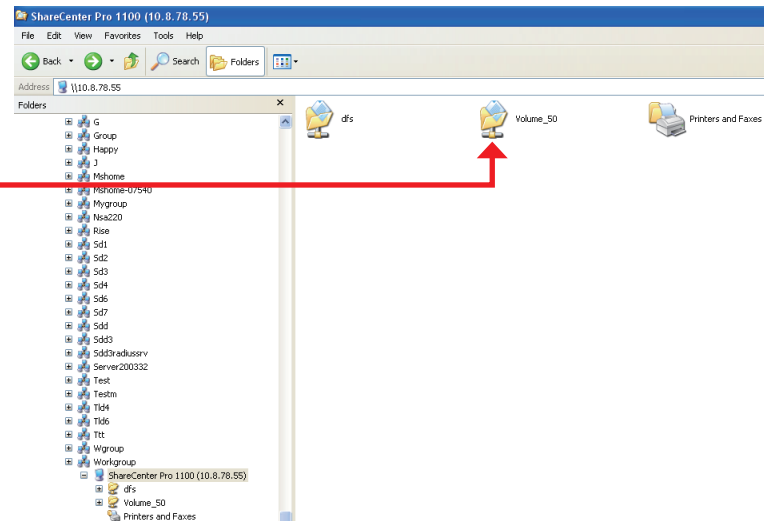 ShareCenter Pro 1100 (10.8.78.55)
File Edit View Favorites Tools Help
Back Search Folders
Address \\10.8.78.55
Folders ×
G
Group
Happy
J
Mshome
Mshome-07540
Mygroup
Nsa220
Rise
Sd1
Sd2
Sd3
Sd4
Sd6
Sd7
Sdd
Sdd3
Sdd3radiussrv
Server200332
Test
Testm
Tld4
Tld6
Ttt
Wgroup
Workgroup
ShareCenter Pro 1100 (10.8.78.55)
dfs
Volume_50
Printers and Faxes
dfs Volume_50 Printers and Faxes